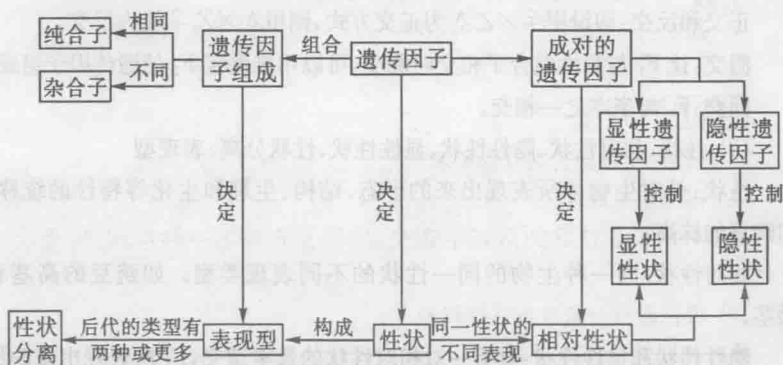 纯合子
相同
遗传因
子组成
组合
遗传因子
成对的
遗传因子
杂合子
不同
显性遗
传因子
隐性遗
传因子
决定
决定
决定
控制
控制
显性
性状
隐性
性状
性状
分离
后代的类型有
两种或更多
表现型
构成
性状
同一性状的
不同表现
相对性状